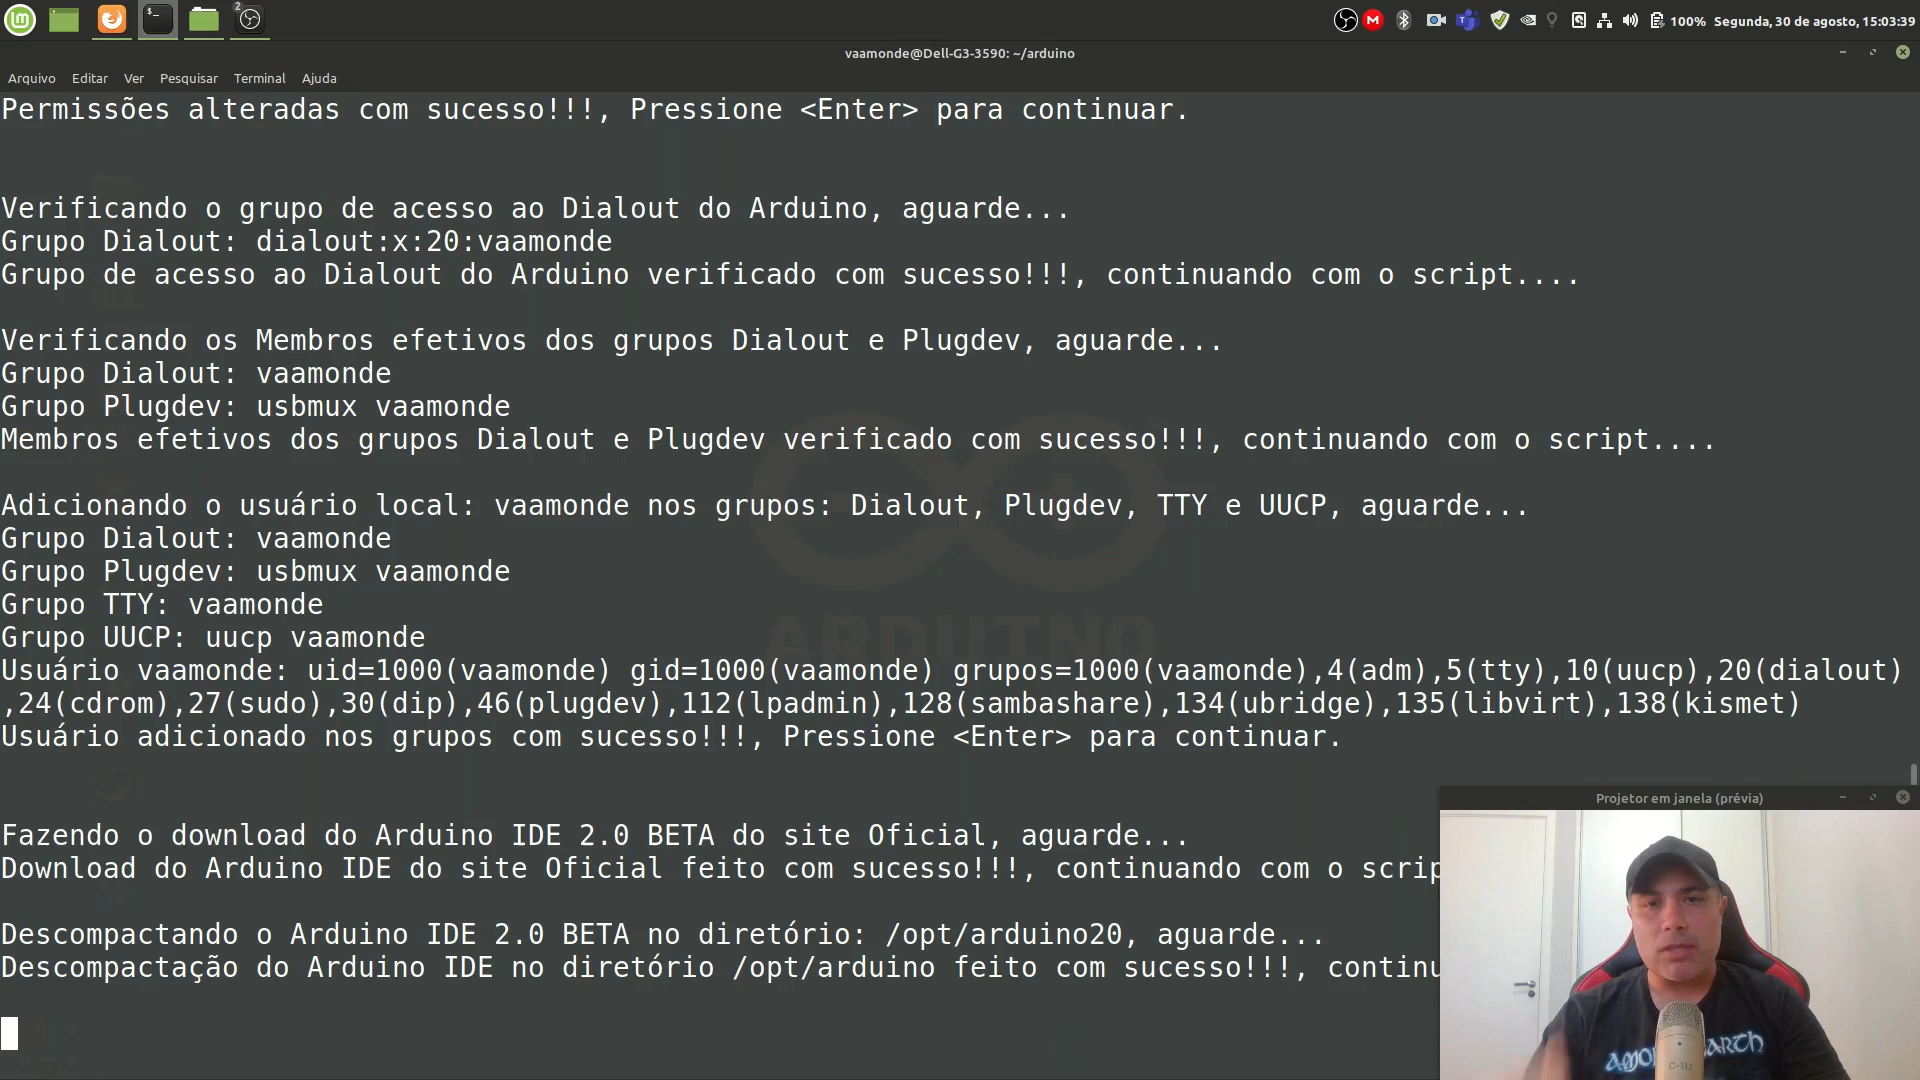 2
100% Segunda, 30 de agosto, 15:03:39
vaamonde@Dell-G3-3590: ~/arduino
Arquivo Editar Ver Pesquisar Terminal Ajuda
Permissões alteradas com sucesso!!!, Pressione <Enter> para continuar.
Verificando o grupo de acesso ao Dialout do Arduino, aguarde...
Grupo Dialout: dialout:x:20:vaamonde
Grupo de acesso ao Dialout do Arduino verificado com sucesso!!!, continuando com o script....
Verificando os Membros efetivos dos grupos Dialout e Plugdev, aguarde...
Grupo Dialout: vaamonde
Grupo Plugdev: usbmux vaamonde
Membros efetivos dos grupos Dialout e Plugdev verificado com sucesso!!!, continuando com o script....
Adicionando o usuário local: vaamonde nos grupos: Dialout, Plugdev, TTY e UUCP, aguarde...
Grupo Dialout: vaamonde
Grupo Plugdev: usbmux vaamonde
Grupo TTY: vaamonde
Grupo UUCP: uucp vaamonde
Usuário vaamonde: uid=1000(vaamonde) gid=1000(vaamonde) grupos=1000(vaamonde),4(adm),5(tty),10(uucp),20(dialout)
,24(cdrom),27(sudo),30(dip),46(plugdev),112(lpadmin),128(sambashare),134(ubridge),135(libvirt),138(kismet)
Usuário adicionado nos grupos com sucesso!!!, Pressione <Enter> para continuar.
Fazendo o download do Arduino IDE 2.0 BETA do site Oficial, aguarde...
Download do Arduino IDE do site Oficial feito com sucesso!!!, continuando com o scrip
Descompactando o Arduino IDE 2.0 BETA no diretório: /opt/arduino20, aguarde...
Descompactação do Arduino IDE no diretório /opt/arduino feito com sucesso!!!, continu
ARDUINO
Projetor em janela (prévia)
C-1U